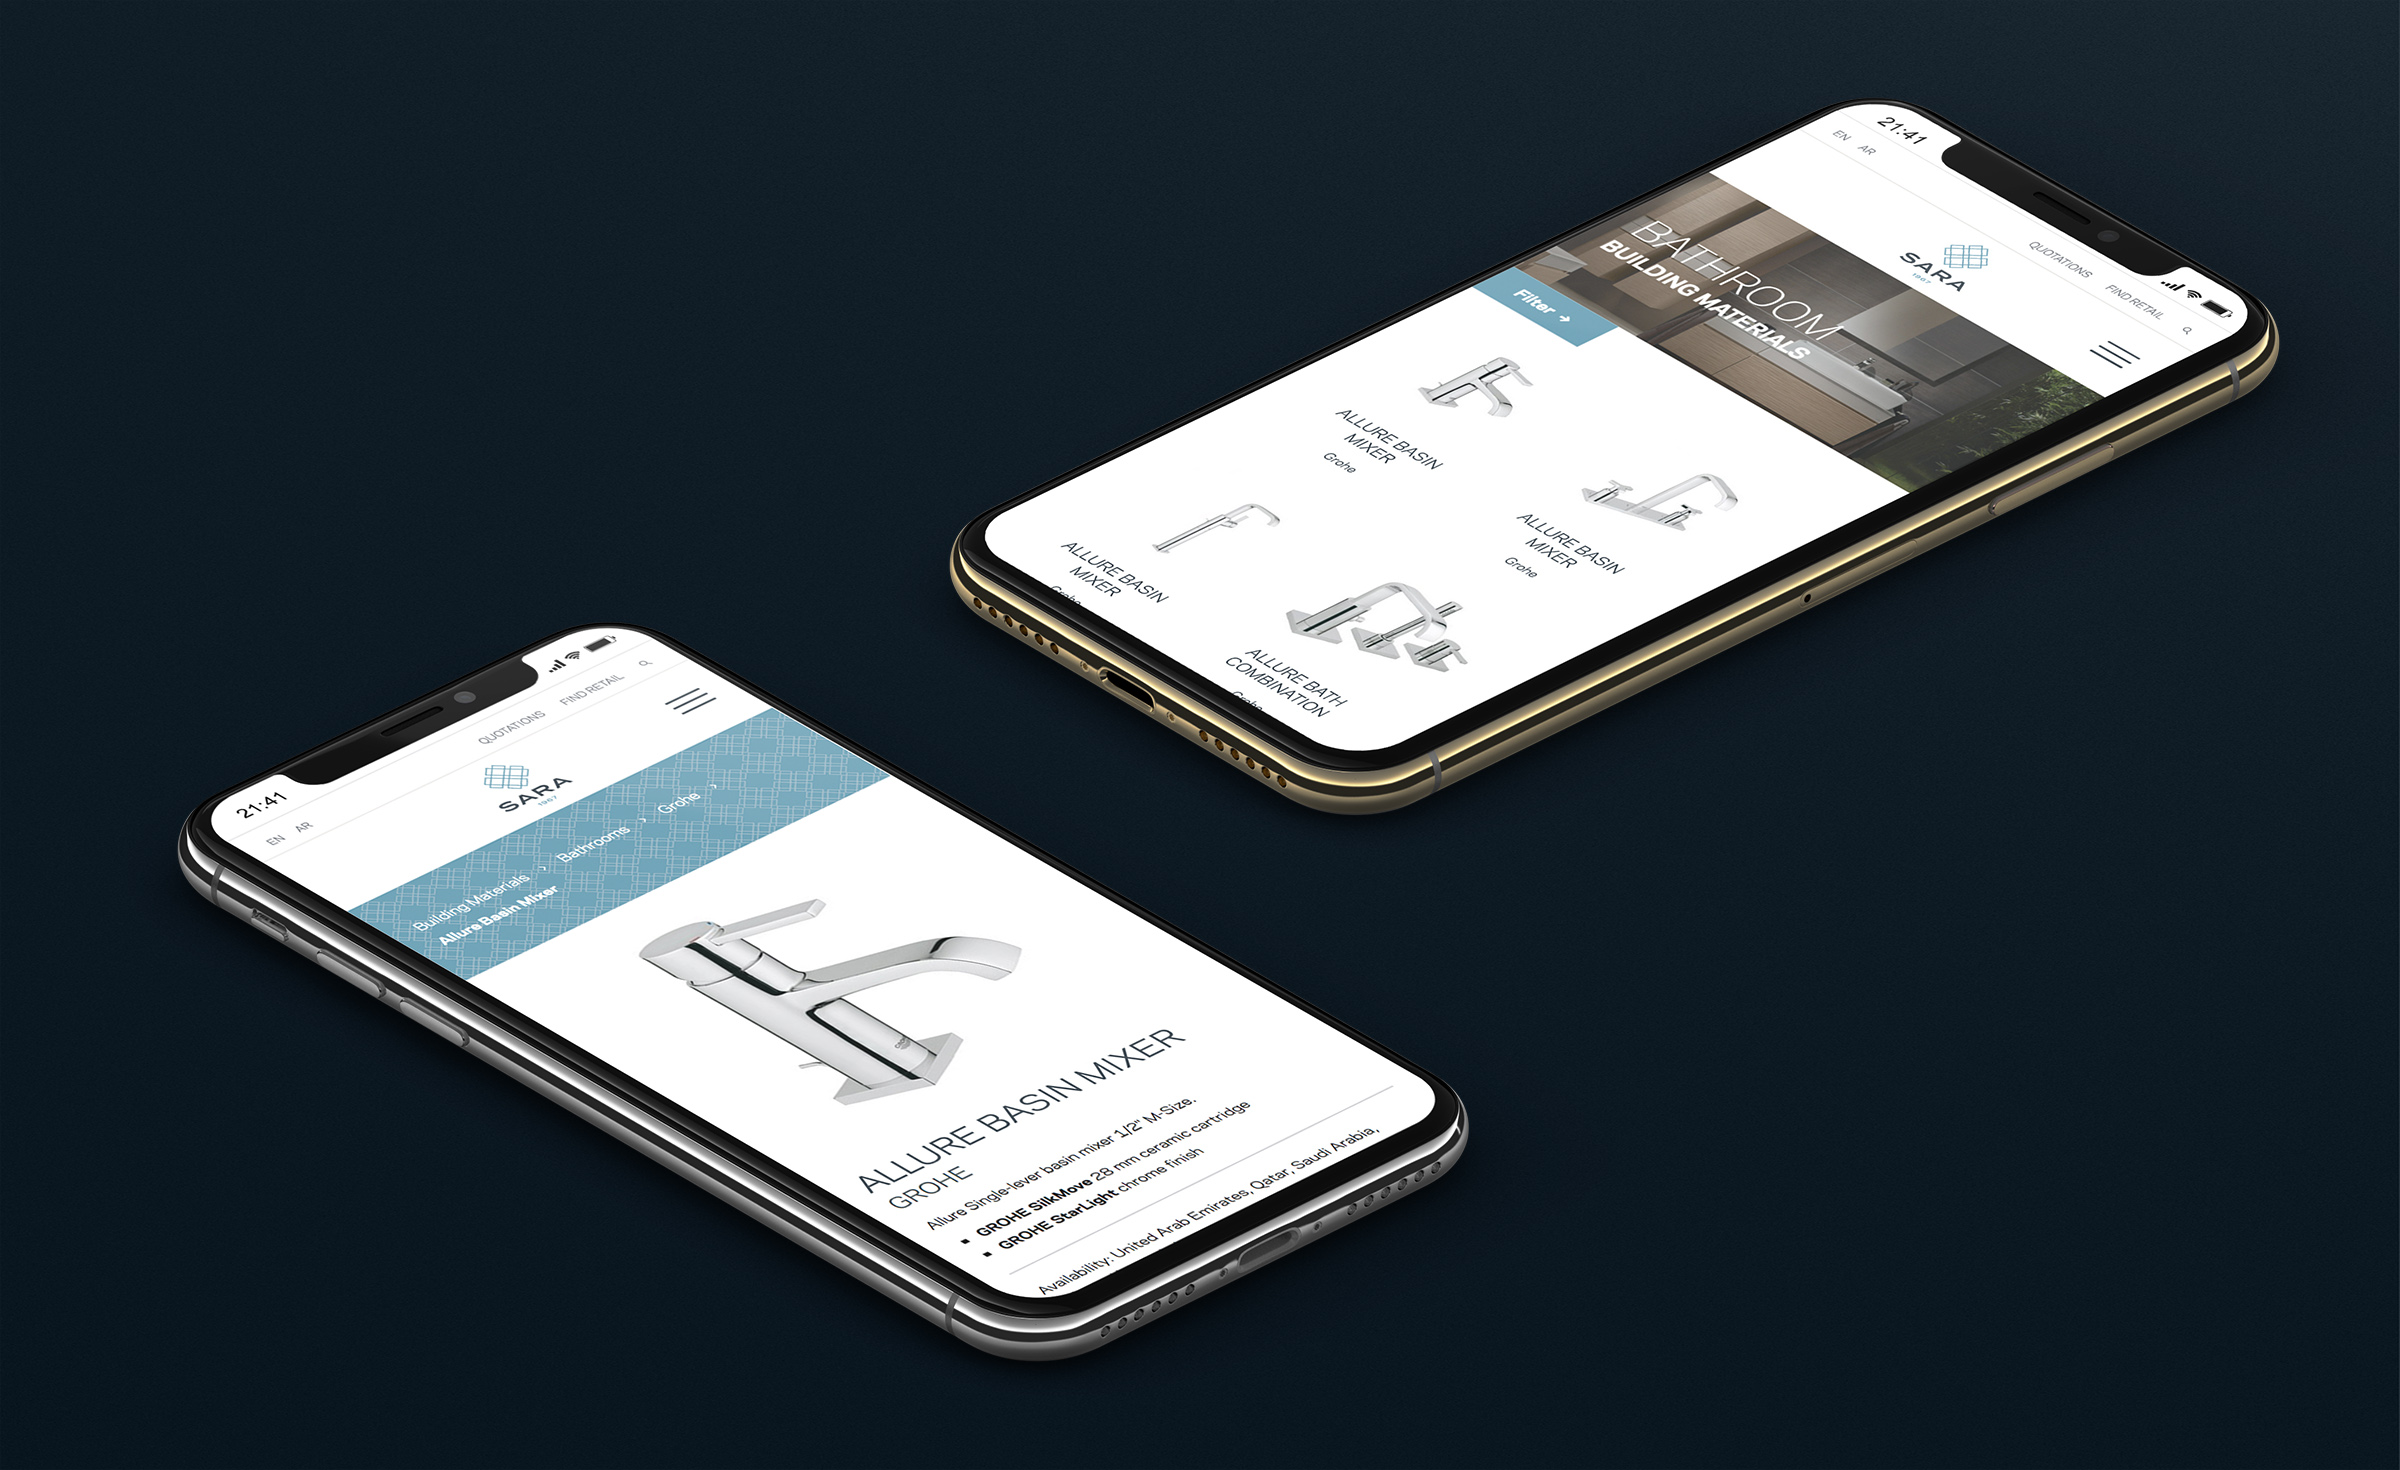 21:41
EN AR
QUOTATIONS FIND RETAIL
SARA
1967
Building Materials › Bathrooms › Grohe ›
Allure Basin Mixer
GROHE
ALLURE BASIN MIXER
GROHE
Allure Single-lever basin mixer 1/2" M-Size.
▪ GROHE SilkMove 28 mm ceramic cartridge
▪ GROHE StarLight chrome finish
Availability: United Arab Emirates, Qatar, Saudi Arabia,
21:41
EN AR
QUOTATIONS FIND RETAIL
SARA
1967
BATHROOM
BUILDING MATERIALS
Filter →
ALLURE BASIN
MIXER
Grohe
ALLURE BASIN
MIXER
Grohe
ALLURE BASIN
MIXER
Grohe
ALLURE BATH
COMBINATION
Grohe